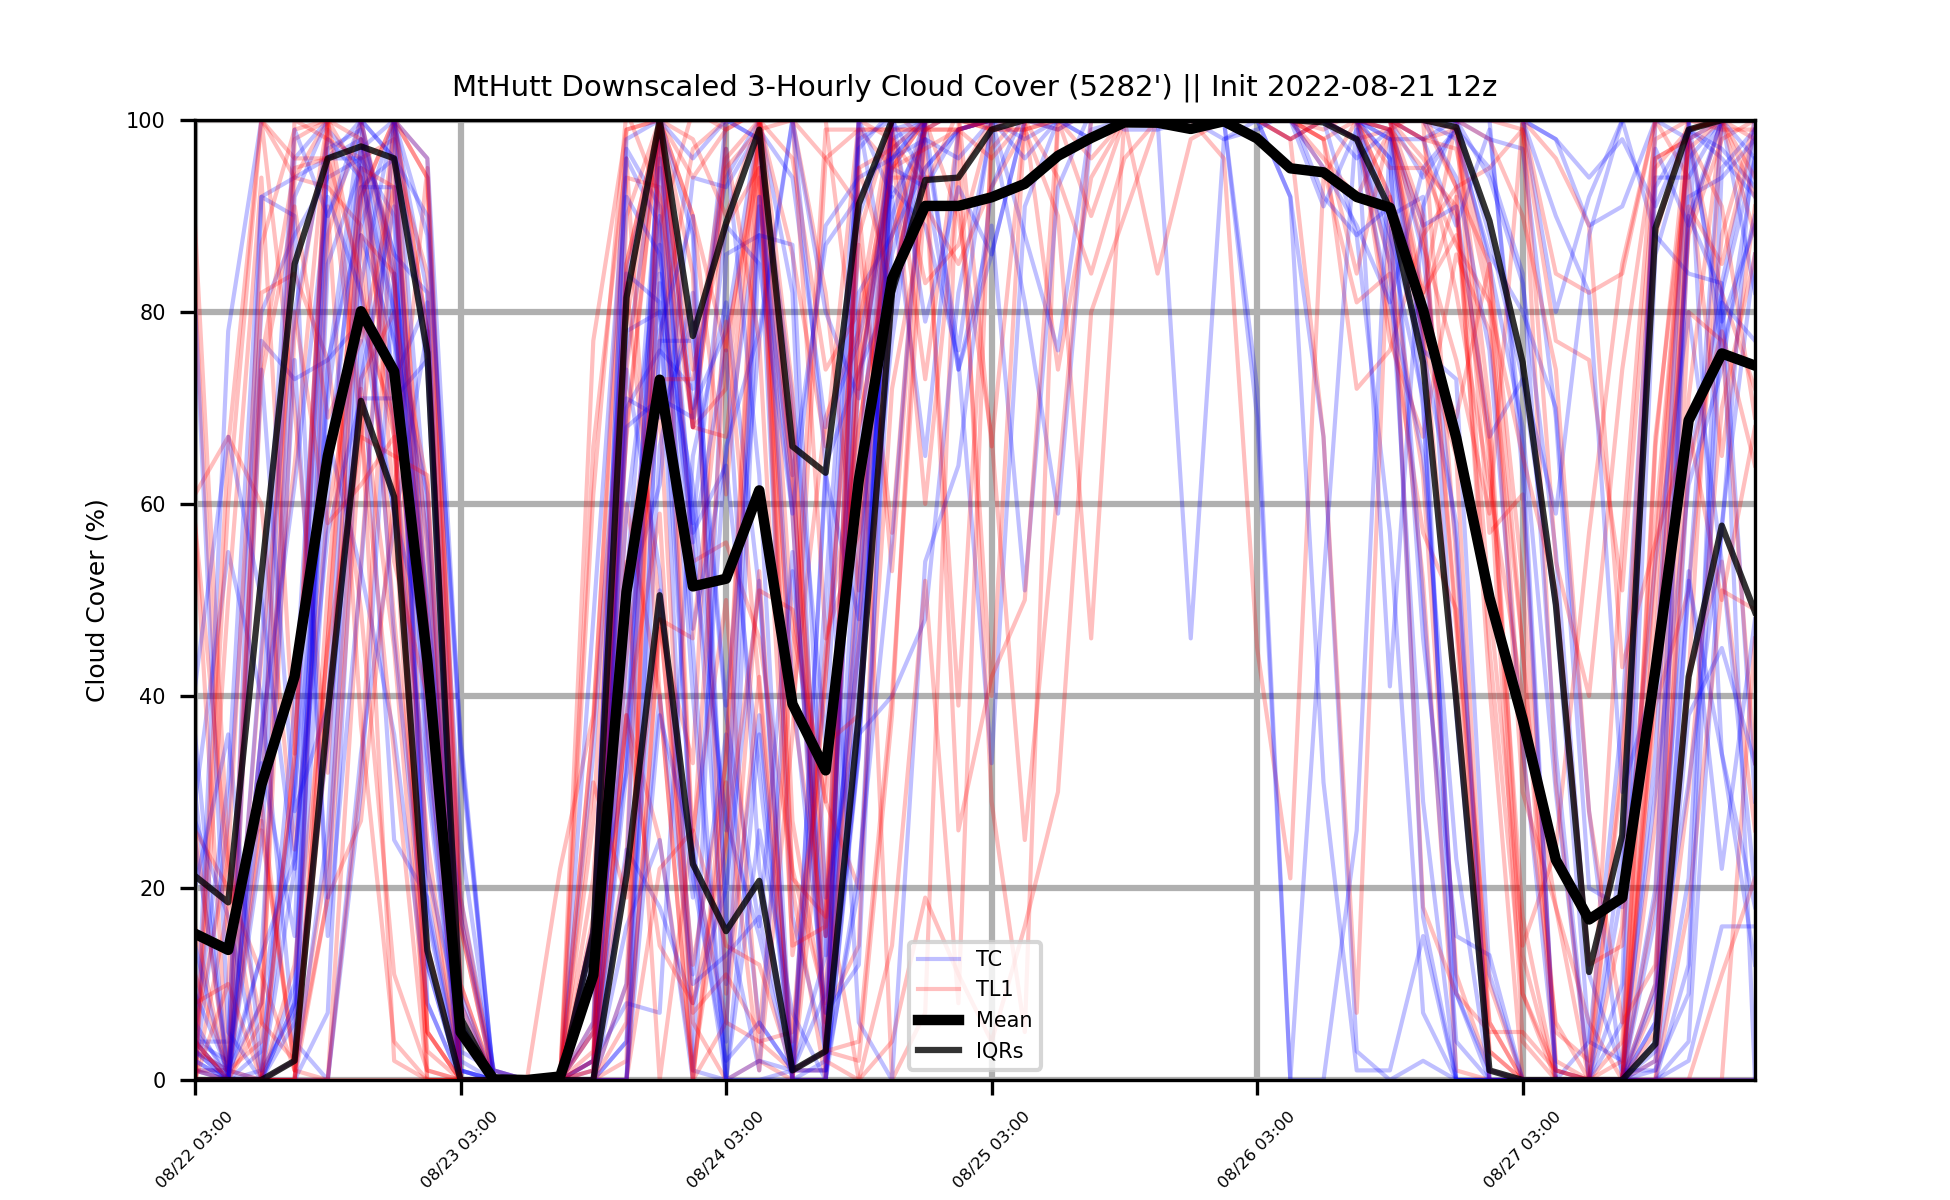 MtHutt Downscaled 3-Hourly Cloud Cover (5282') || Init 2022-08-21 12z
Cloud Cover (%)
100
80
60
40
20
0
TC
TL1
Mean
IQRs
08/22 03:00
08/23 03:00
08/24 03:00
08/25 03:00
08/26 03:00
08/27 03:00